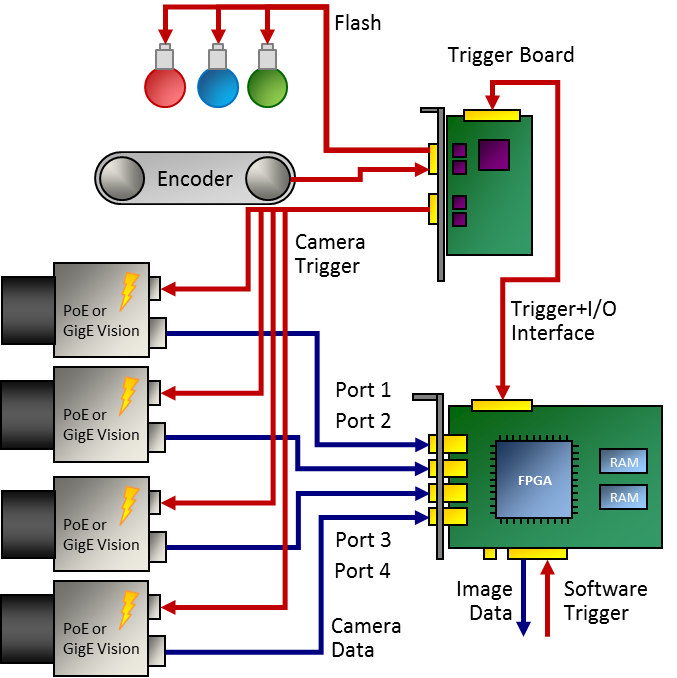 Flash
Trigger Board
Encoder
Camera
Trigger
PoE or
GigE Vision
Trigger+I/O
Interface
PoE or
GigE Vision
Port 1
Port 2
FPGA
RAM
RAM
PoE or
GigE Vision
Port 3
Port 4
Image
Data
Software
Trigger
PoE or
GigE Vision
Camera
Data